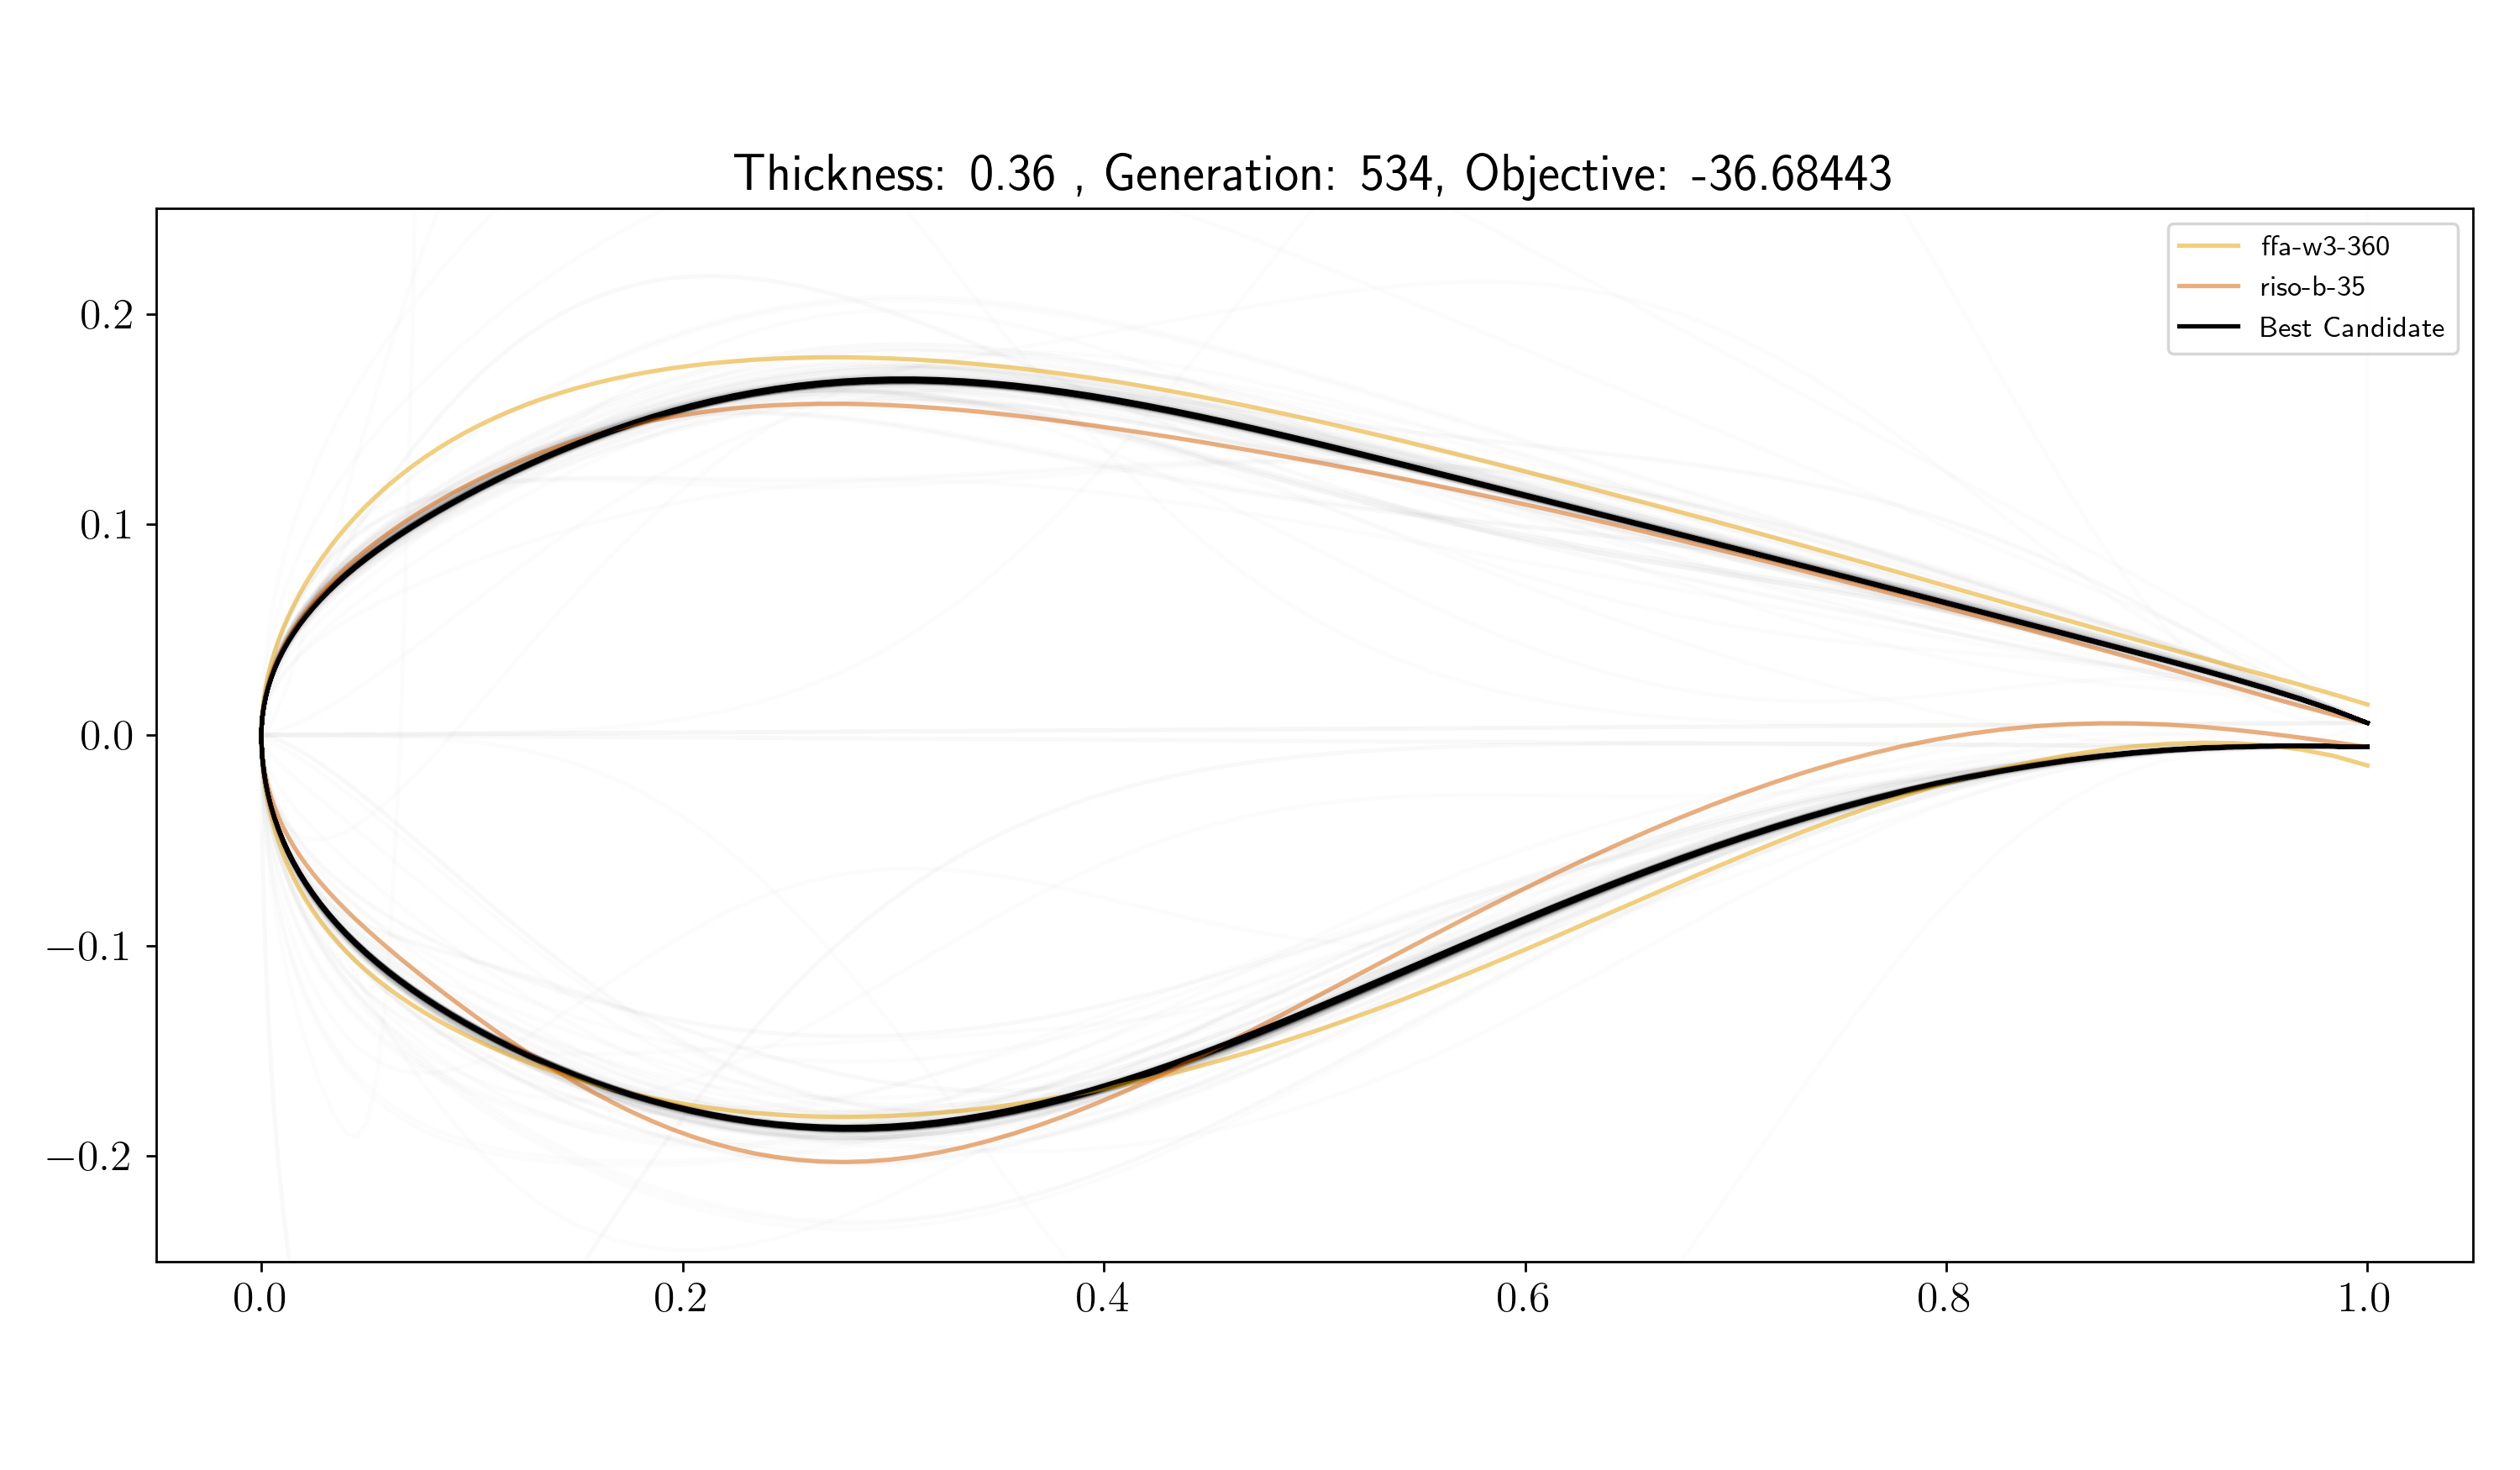 Thickness: 0.36 , Generation: 534, Objective: -36.68443
ffa-w3-360
riso-b-35
Best Candidate
0.2
0.1
0.0
−0.1
−0.2
0.0 0.2 0.4 0.6 0.8 1.0